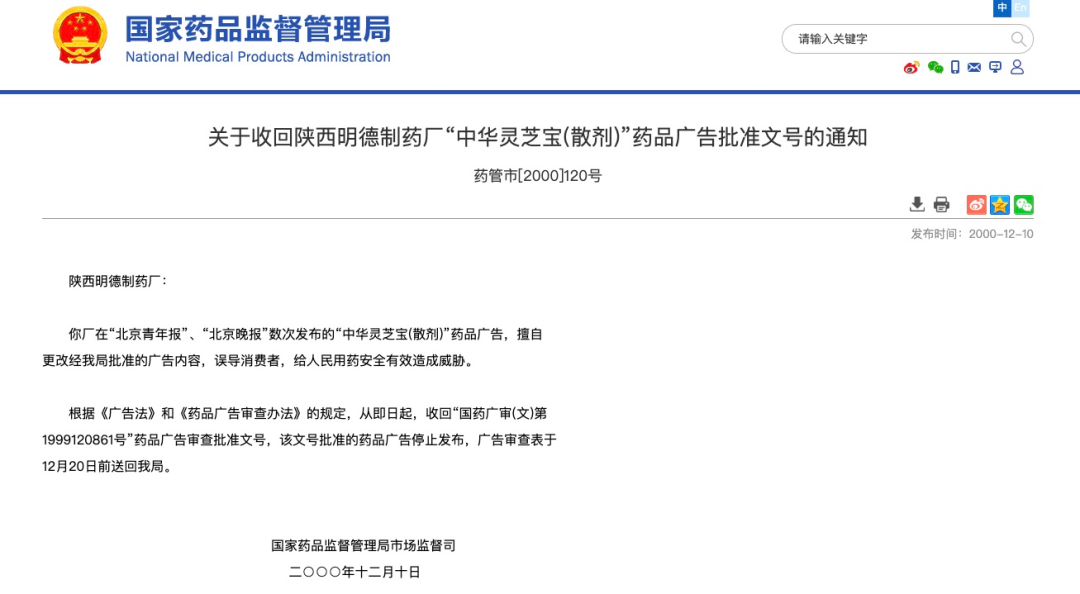 中 En
国家药品监督管理局
National Medical Products Administration
请输入关键字
关于收回陕西明德制药厂“中华灵芝宝(散剂)”药品广告批准文号的通知
药管市[2000]120号
发布时间：2000-12-10
陕西明德制药厂：
你厂在“北京青年报”、“北京晚报”数次发布的“中华灵芝宝(散剂)”药品广告，擅自
更改经我局批准的广告内容，误导消费者，给人民用药安全有效造成威胁。
根据《广告法》和《药品广告审查办法》的规定，从即日起，收回“国药广审(文)第
1999120861号”药品广告审查批准文号，该文号批准的药品广告停止发布，广告审查表于
12月20日前送回我局。
国家药品监督管理局市场监督司
二〇〇〇年十二月十日